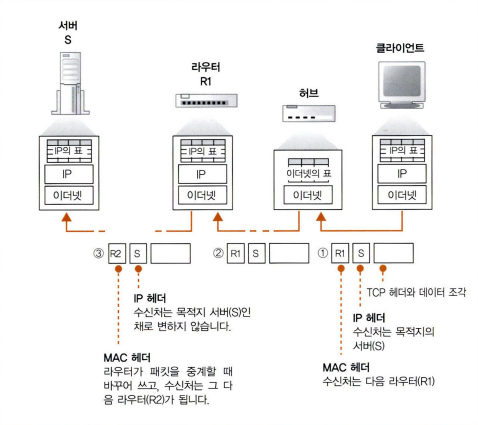 서버
S
라우터
R1
허브
클라이언트
IP의 표
IP
이더넷
IP의 표
IP
이더넷
이더넷의 표
이더넷
IP의 표
IP
이더넷
③ R2 S
② R1 S
① R1 S
TCP 헤더와 데이터 조각
IP 헤더
수신처는 목적지 서버(S)인
채로 변하지 않습니다.
MAC 헤더
라우터가 패킷을 중계할 때
바꾸어 쓰고, 수신처는 그 다
음 라우터(R2)가 됩니다.
IP 헤더
수신처는 목적지의
서버(S)
MAC 헤더
수신처는 다음 라우터(R1)